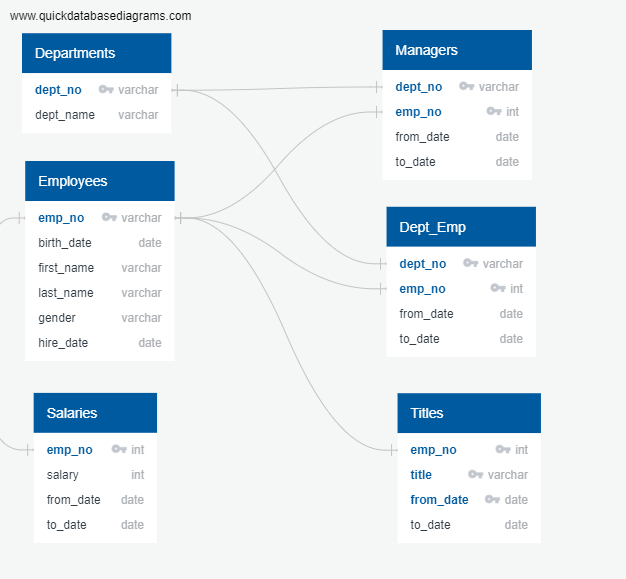 www.quickdatabasediagrams.com
Departments
dept_no varchar
dept_name varchar
Employees
emp_no varchar
birth_date date
first_name varchar
last_name varchar
gender varchar
hire_date date
Salaries
emp_no int
salary int
from_date date
to_date date
Managers
dept_no varchar
emp_no int
from_date date
to_date date
Dept_Emp
dept_no varchar
emp_no int
from_date date
to_date date
Titles
emp_no int
title varchar
from_date date
to_date date